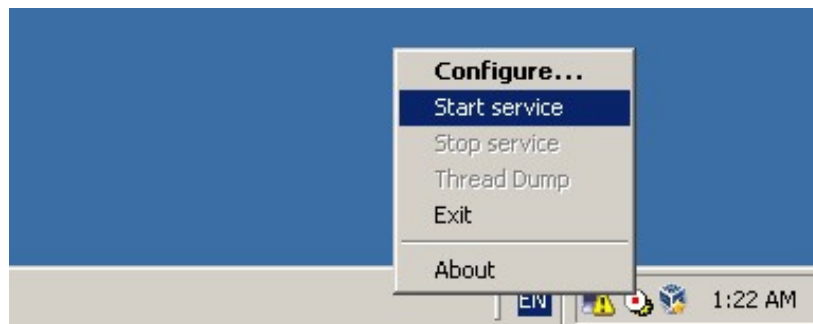 Configure...
Start service
Stop service
Thread Dump
Exit
About
EN
1:22 AM